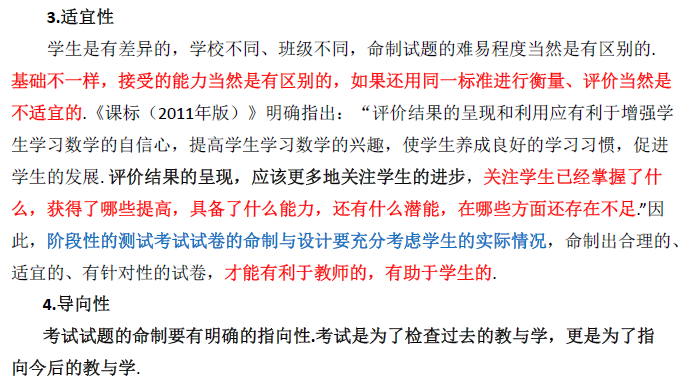 3.适宜性
学生是有差异的，学校不同、班级不同，命制试题的难易程度当然是有区别的.
基础不一样，接受的能力当然是有区别的，如果还用同一标准进行衡量、评价当然是
不适宜的.《课标（2011年版）》明确指出：“评价结果的呈现和利用应有利于增强学
生学习数学的自信心，提高学生学习数学的兴趣，使学生养成良好的学习习惯，促进
学生的发展.评价结果的呈现，应该更多地关注学生的进步，关注学生已经掌握了什
么，获得了哪些提高，具备了什么能力，还有什么潜能，在哪些方面还存在不足.”因
此，阶段性的测试考试试卷的命制与设计要充分考虑学生的实际情况，命制出合理的、
适宜的、有针对性的试卷，才能有利于教师的，有助于学生的.
4.导向性
考试试题的命制要有明确的指向性.考试是为了检查过去的教与学，更是为了指
向今后的教与学.